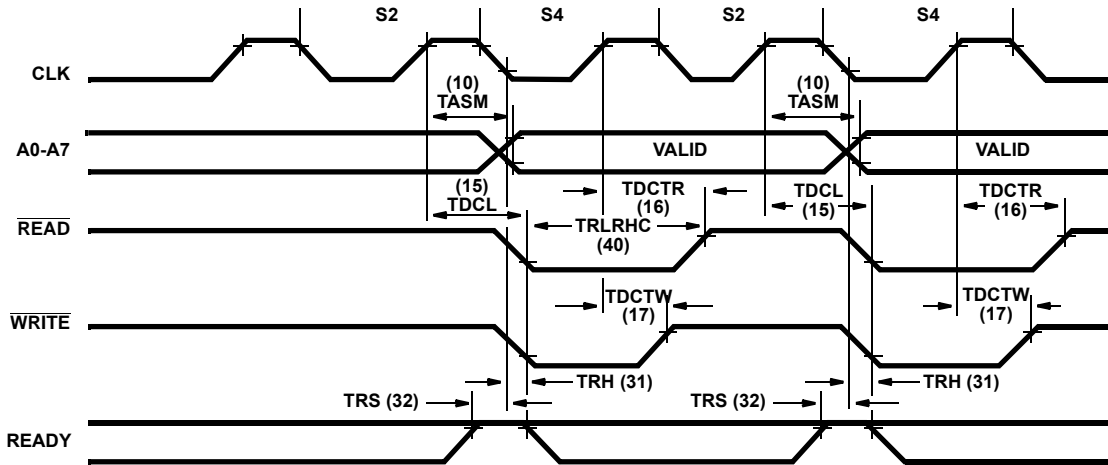 S2 S4 S2 S4
CLK
(10) (10)
TASM TASM
A0-A7 VALID VALID
(15) TDCTR TDCL TDCTR
TDCL (16) (15) (16)
READ TRLRHC
(40)
TDCTW TDCTW
WRITE (17) (17)
TRH (31) TRH (31)
TRS (32) TRS (32)
READY